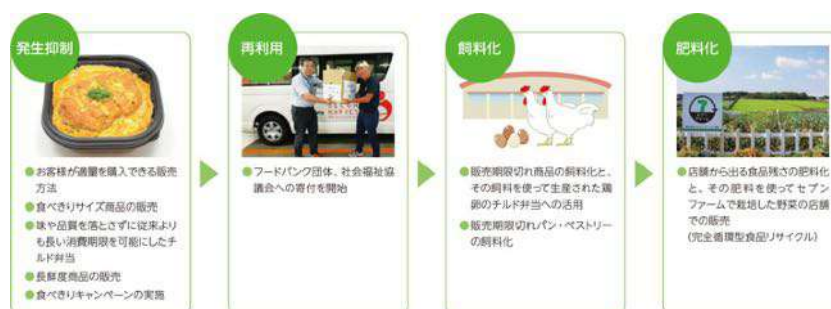 発生抑制
●お客様が適量を購入できる販売
方法
●食べきりサイズ商品の販売
●味や品質を落とさずに従来より
も長い消費期限を可能にしたチ
ルド弁当
●長鮮度商品の販売
●食べきりキャンペーンの実施
再利用
●フードバンク団体、社会福祉協
議会への寄付を開始
飼料化
●販売期限切れ商品の飼料化と、
その飼料を使って生産された鶏
卵のチルド弁当への活用
●販売期限切れパン・ペストリー
の飼料化
肥料化
●店舗から出る食品残さの肥料化
と、その肥料を使ってセブン
ファームで栽培した野菜の店舗
での販売
(完全循環型食品リサイクル)